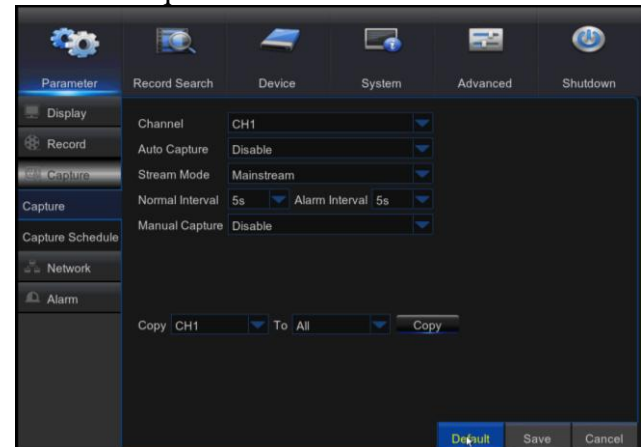 Parameter Record Search Device System Advanced Shutdown
Display
Record
Capture
Capture
Capture Schedule
Network
Alarm
Channel CH1
Auto Capture Disable
Stream Mode Mainstream
Normal Interval 5s Alarm Interval 5s
Manual Capture Disable
Copy CH1 To All Copy
Default Save Cancel